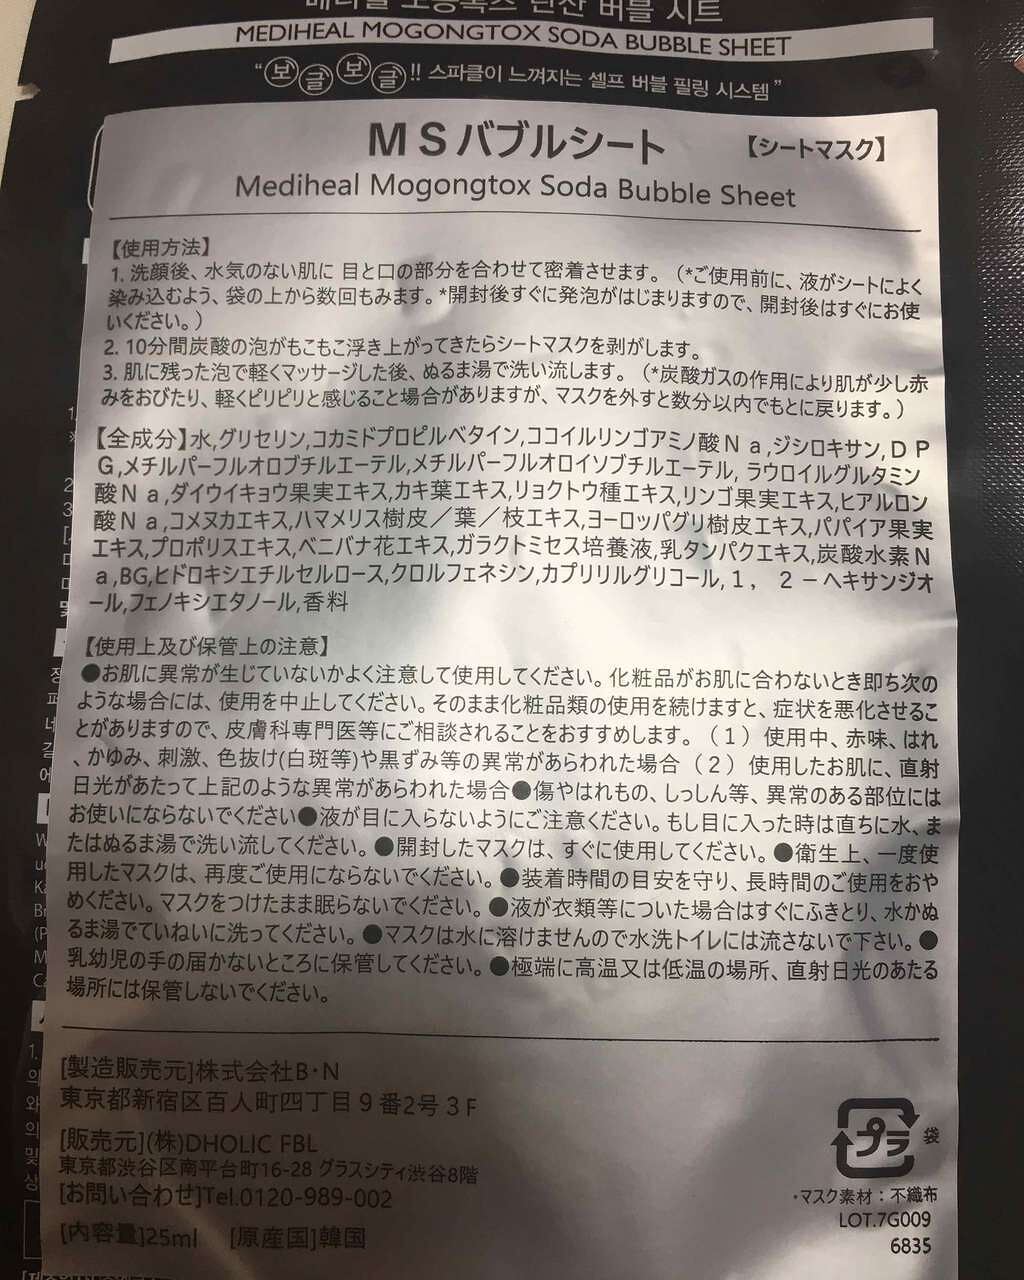 메디힐 모공톡스 탄산 버블 시트
MEDIHEAL MOGONGTOX SODA BUBBLE SHEET
“보글보글!! 스파클이 느껴지는 셀프 버블 필링 시스템”
ＭＳバブルシート 【シートマスク】
Mediheal Mogongtox Soda Bubble Sheet
【使用方法】
1. 洗顔後、水気のない肌に 目と口の部分を合わせて密着させます。（*ご使用前に、液がシートによく
染み込むよう、袋の上から数回もみます。*開封後すぐに発泡がはじまりますので、開封後はすぐにお使
いください。）
2. 10分間炭酸の泡がもこもこ浮き上がってきたらシートマスクを剥がします。
3. 肌に残った泡で軽くマッサージした後、ぬるま湯で洗い流します。（*炭酸ガスの作用により肌が少し赤
みをおびたり、軽くピリピリと感じること場合がありますが、マスクを外すと数分以内でもとに戻ります。）
【全成分】水,グリセリン,コカミドプロピルベタイン,ココイルリンゴアミノ酸Ｎａ,ジシロキサン,ＤＰ
Ｇ,メチルパーフルオロブチルエーテル,メチルパーフルオロイソブチルエーテル, ラウロイルグルタミン
酸Ｎａ,ダイウイキョウ果実エキス,カキ葉エキス,リョクトウ種エキス,リンゴ果実エキス,ヒアルロン
酸Ｎａ,コメヌカエキス,ハマメリス樹皮／葉／枝エキス,ヨーロッパグリ樹皮エキス,パパイア果実
エキス,プロポリスエキス,ベニバナ花エキス,ガラクトミセス培養液,乳タンパクエキス,炭酸水素Ｎ
ａ,BG,ヒドロキシエチルセルロース,クロルフェネシン,カプリリルグリコール,１，２－ヘキサンジオ
ール,フェノキシエタノール,香料
【使用上及び保管上の注意】
●お肌に異常が生じていないかよく注意して使用してください。化粧品がお肌に合わないとき即ち次の
ような場合には、使用を中止してください。そのまま化粧品類の使用を続けますと、症状を悪化させるこ
とがありますので、皮膚科専門医等にご相談されることをおすすめします。（１）使用中、赤味、はれ
、かゆみ、刺激、色抜け(白斑等)や黒ずみ等の異常があらわれた場合（２）使用したお肌に、直射
日光があたって上記のような異常があらわれた場合●傷やはれもの、しっしん等、異常のある部位には
お使いにならないでください●液が目に入らないようにご注意ください。もし目に入った時は直ちに水、ま
たはぬるま湯で洗い流してください。●開封したマスクは、すぐに使用してください。●衛生上、一度使
用したマスクは、再度ご使用にならないでください。●装着時間の目安を守り、長時間のご使用をおや
めください。マスクをつけたまま眠らないでください。●液が衣類等についた場合はすぐにふきとり、水かぬ
るま湯でていねいに洗ってください。●マスクは水に溶けませんので水洗トイレには流さないで下さい。●
乳幼児の手の届かないところに保管してください。●極端に高温又は低温の場所、直射日光のあたる
場所には保管しないでください。
[製造販売元]株式会社B・N
東京都新宿区百人町四丁目９番2号３F
[販売元](株)DHOLIC FBL
東京都渋谷区南平台町16-28 グラスシティ渋谷8階
[お問い合わせ]Tel.0120-989-002
[内容量]25ml [原産国]韓国
プラ 袋
・マスク素材：不織布
LOT.7G009
6835